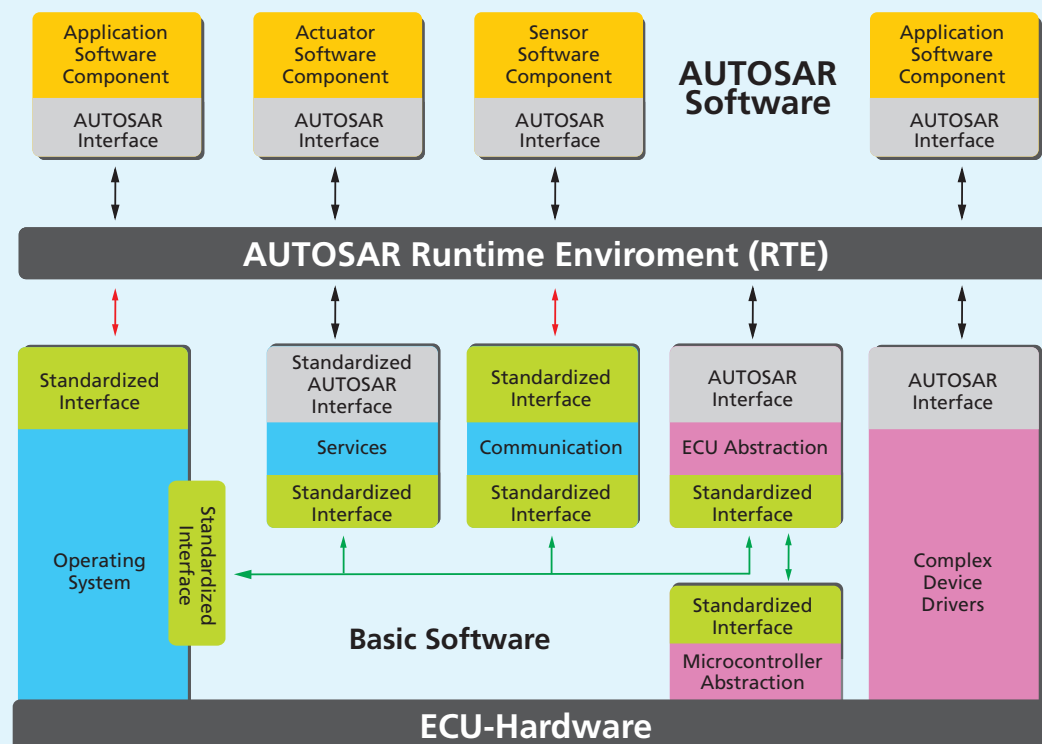 Application
Software
Component
AUTOSAR
Interface
Actuator
Software
Component
AUTOSAR
Interface
Sensor
Software
Component
AUTOSAR
Interface
AUTOSAR
Software
Application
Software
Component
AUTOSAR
Interface
AUTOSAR Runtime Enviroment (RTE)
Standardized
Interface
Operating
System
Standardized
Interface
Standardized
AUTOSAR
Interface
Services
Standardized
Interface
Standardized
Interface
Communication
Standardized
Interface
AUTOSAR
Interface
ECU Abstraction
Standardized
Interface
Standardized
Interface
Microcontroller
Abstraction
AUTOSAR
Interface
Complex
Device
Drivers
Basic Software
ECU-Hardware